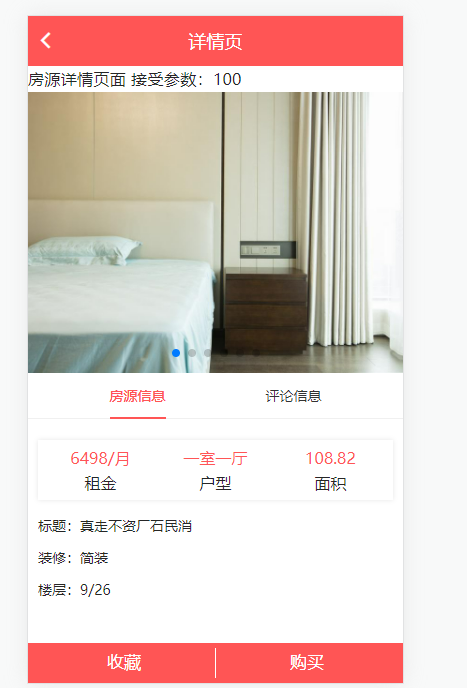 详情页
房源详情页面 接受参数：100
房源信息 评论信息
6498/月 一室一厅 108.82
租金 户型 面积
标题：真走不资厂石民消
装修：简装
楼层：9/26
收藏 购买